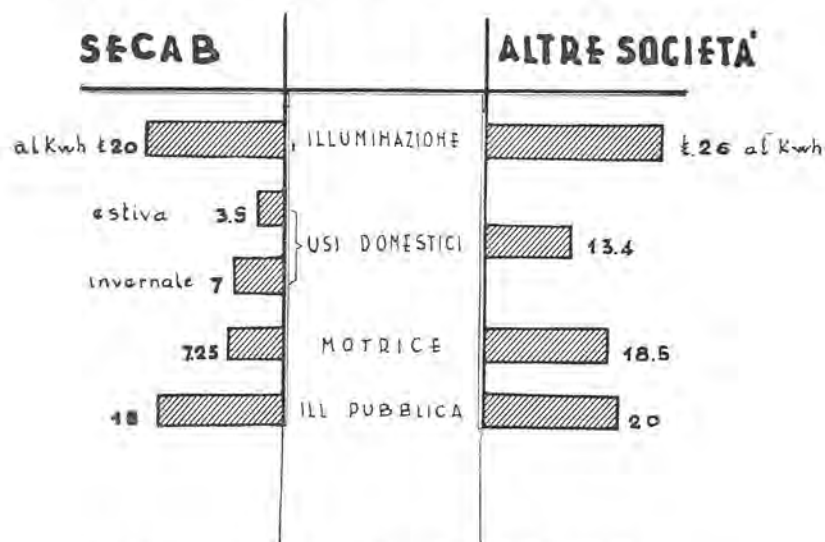 SECAB ALTRE SOCIETA'
al Kwh £20 ILLUMINAZIONE £.26 al Kwh
estiva 3.5
USI DOMESTICI 13.4
invernale 7
7.25 MOTRICE 18.5
18 ILL PUBBLICA 20